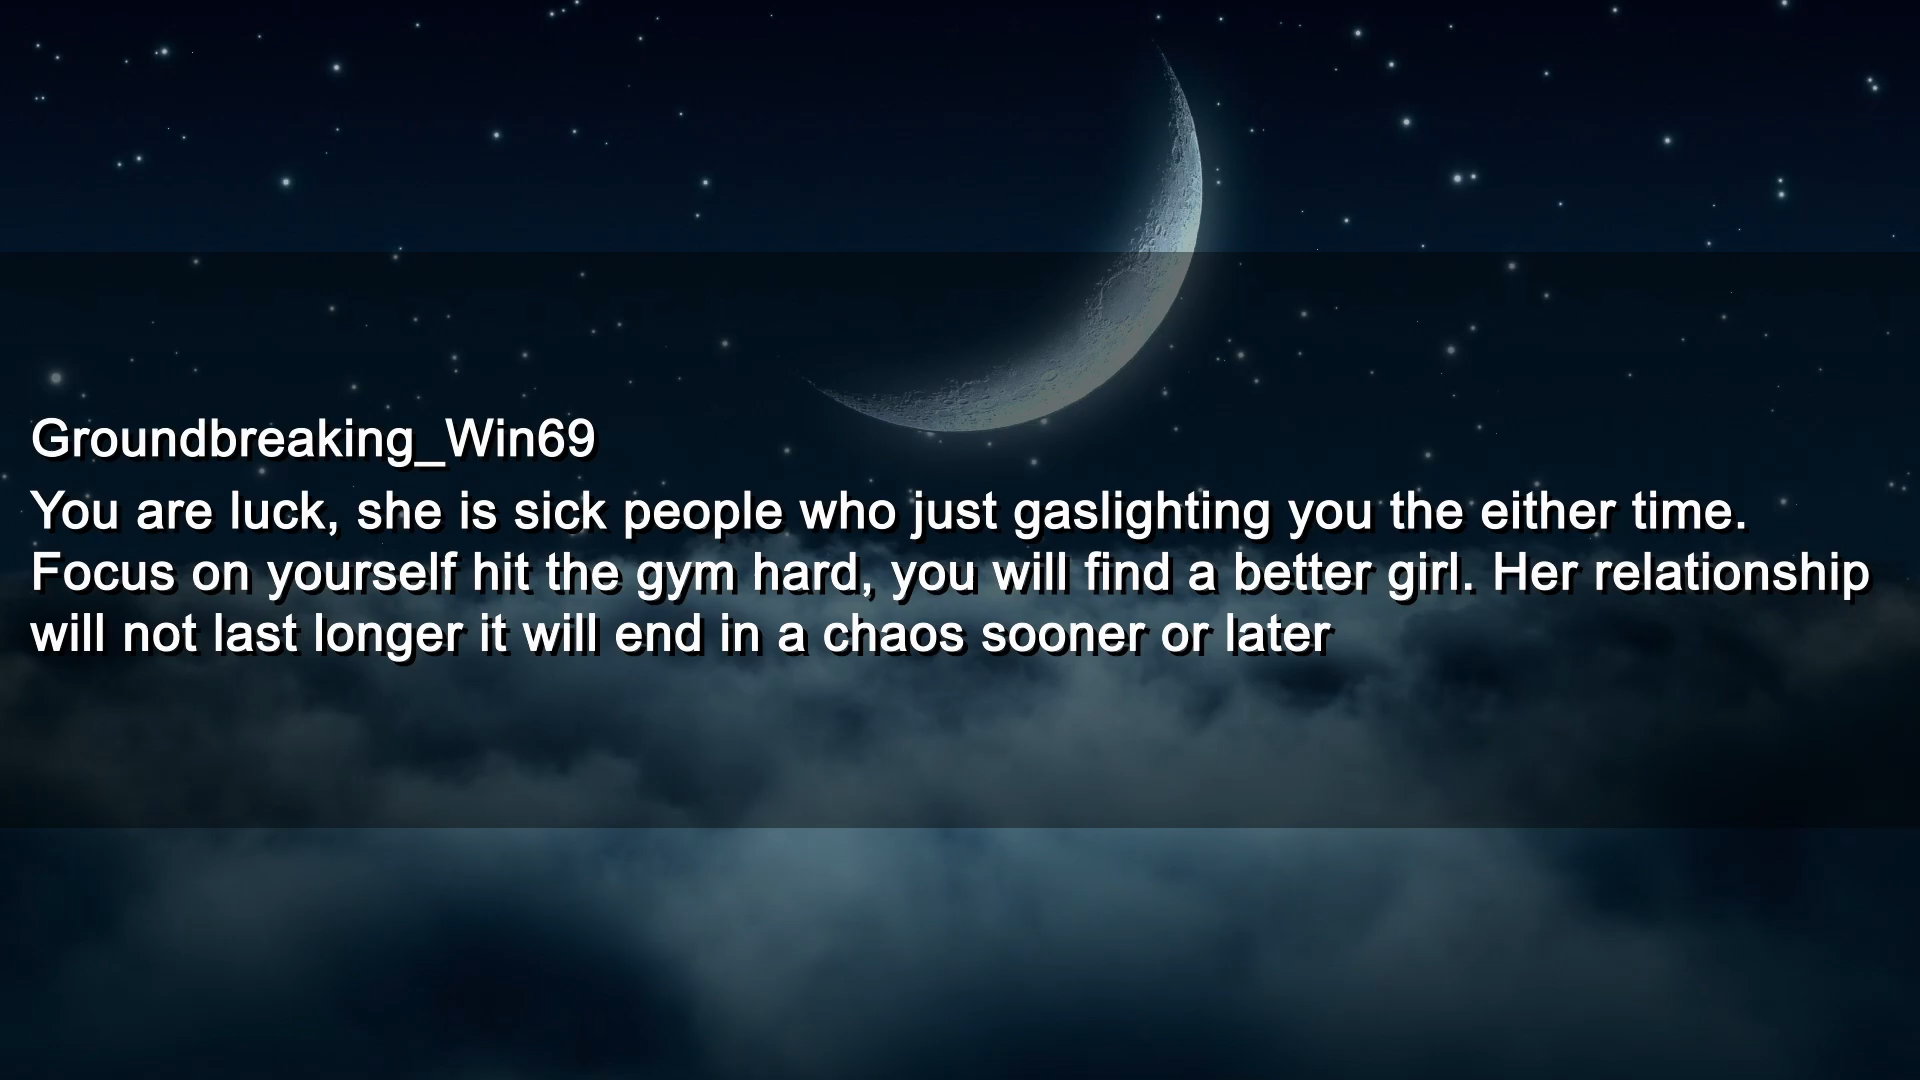 Groundbreaking_Win69
You are luck, she is sick people who just gaslighting you the either time.
Focus on yourself hit the gym hard, you will find a better girl. Her relationship
will not last longer it will end in a chaos sooner or later